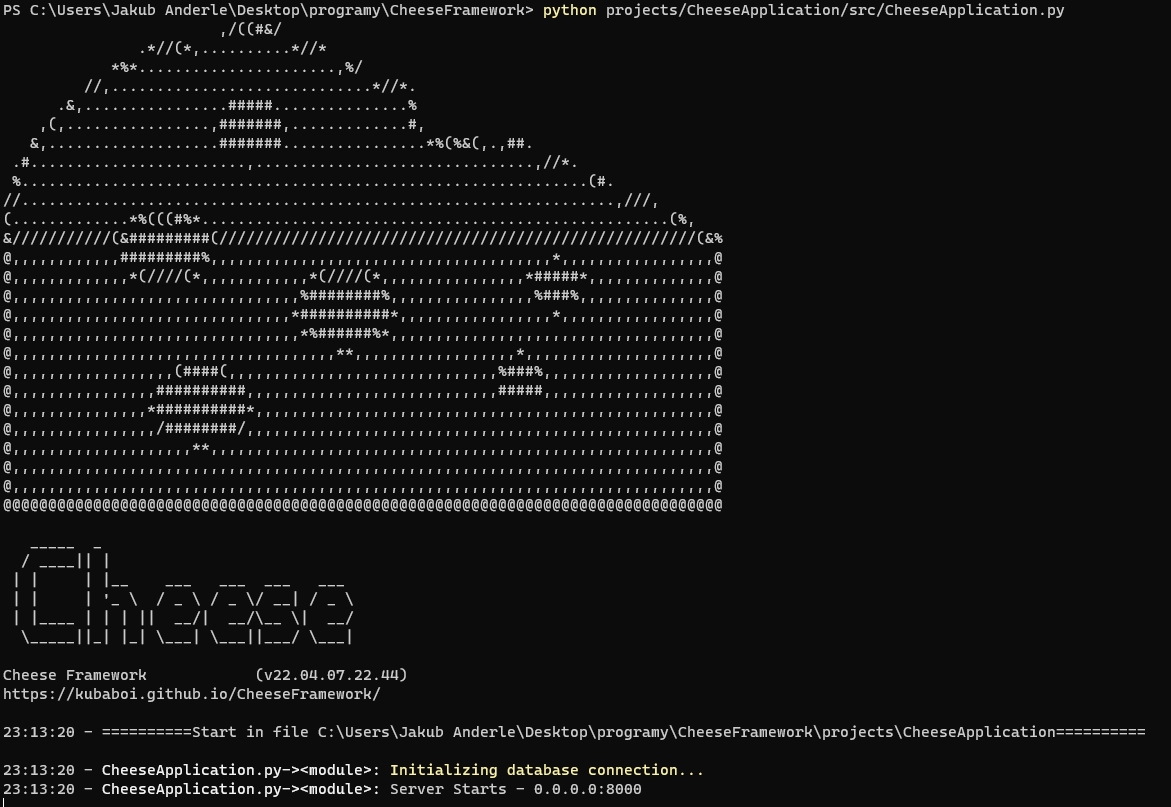 PS C:\Users\Jakub Anderle\Desktop\programy\CheeseFramework> python projects/CheeseApplication/src/CheeseApplication.py
Cheese
Cheese Framework (v22.04.07.22.44)
https://kubaboi.github.io/CheeseFramework/
23:13:20 - ==========Start in file C:\Users\Jakub Anderle\Desktop\programy\CheeseFramework\projects\CheeseApplication==========
23:13:20 - CheeseApplication.py-><module>: Initializing database connection...
23:13:20 - CheeseApplication.py-><module>: Server Starts - 0.0.0.0:8000